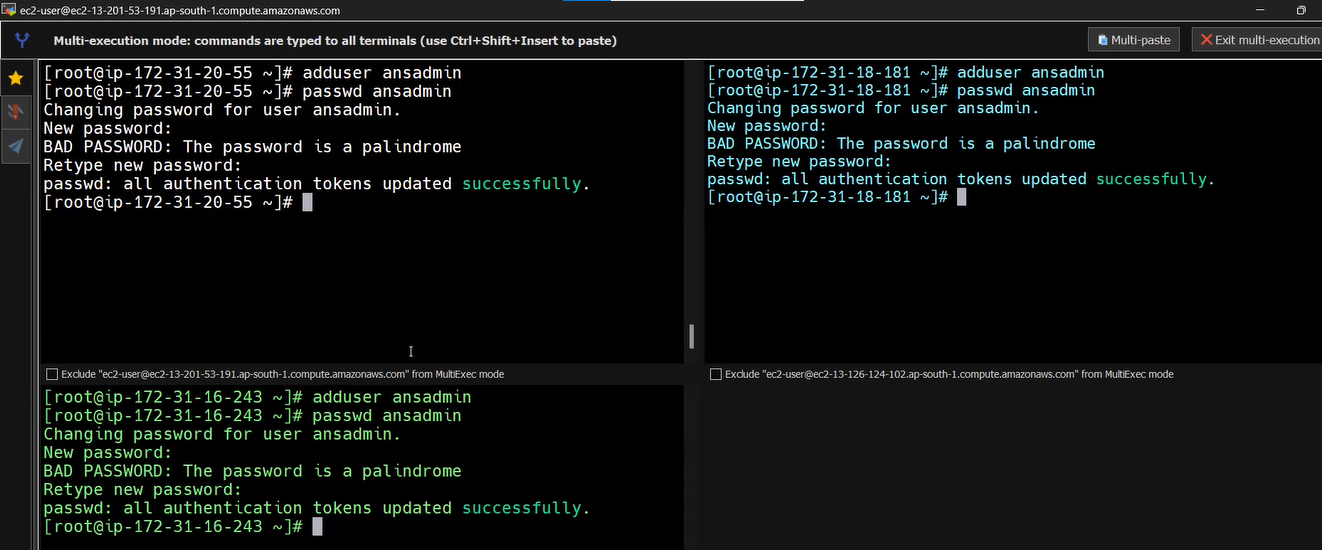 ec2-user@ec2-13-201-53-191.ap-south-1.compute.amazonaws.com
Multi-execution mode: commands are typed to all terminals (use Ctrl+Shift+Insert to paste)
Multi-paste
Exit multi-execution
[root@ip-172-31-20-55 ~]# adduser ansadmin
[root@ip-172-31-20-55 ~]# passwd ansadmin
Changing password for user ansadmin.
New password:
BAD PASSWORD: The password is a palindrome
Retype new password:
passwd: all authentication tokens updated successfully.
[root@ip-172-31-20-55 ~]#
[root@ip-172-31-18-181 ~]# adduser ansadmin
[root@ip-172-31-18-181 ~]# passwd ansadmin
Changing password for user ansadmin.
New password:
BAD PASSWORD: The password is a palindrome
Retype new password:
passwd: all authentication tokens updated successfully.
[root@ip-172-31-18-181 ~]#
Exclude "ec2-user@ec2-13-201-53-191.ap-south-1.compute.amazonaws.com" from MultiExec mode
Exclude "ec2-user@ec2-13-126-124-102.ap-south-1.compute.amazonaws.com" from MultiExec mode
[root@ip-172-31-16-243 ~]# adduser ansadmin
[root@ip-172-31-16-243 ~]# passwd ansadmin
Changing password for user ansadmin.
New password:
BAD PASSWORD: The password is a palindrome
Retype new password:
passwd: all authentication tokens updated successfully.
[root@ip-172-31-16-243 ~]#